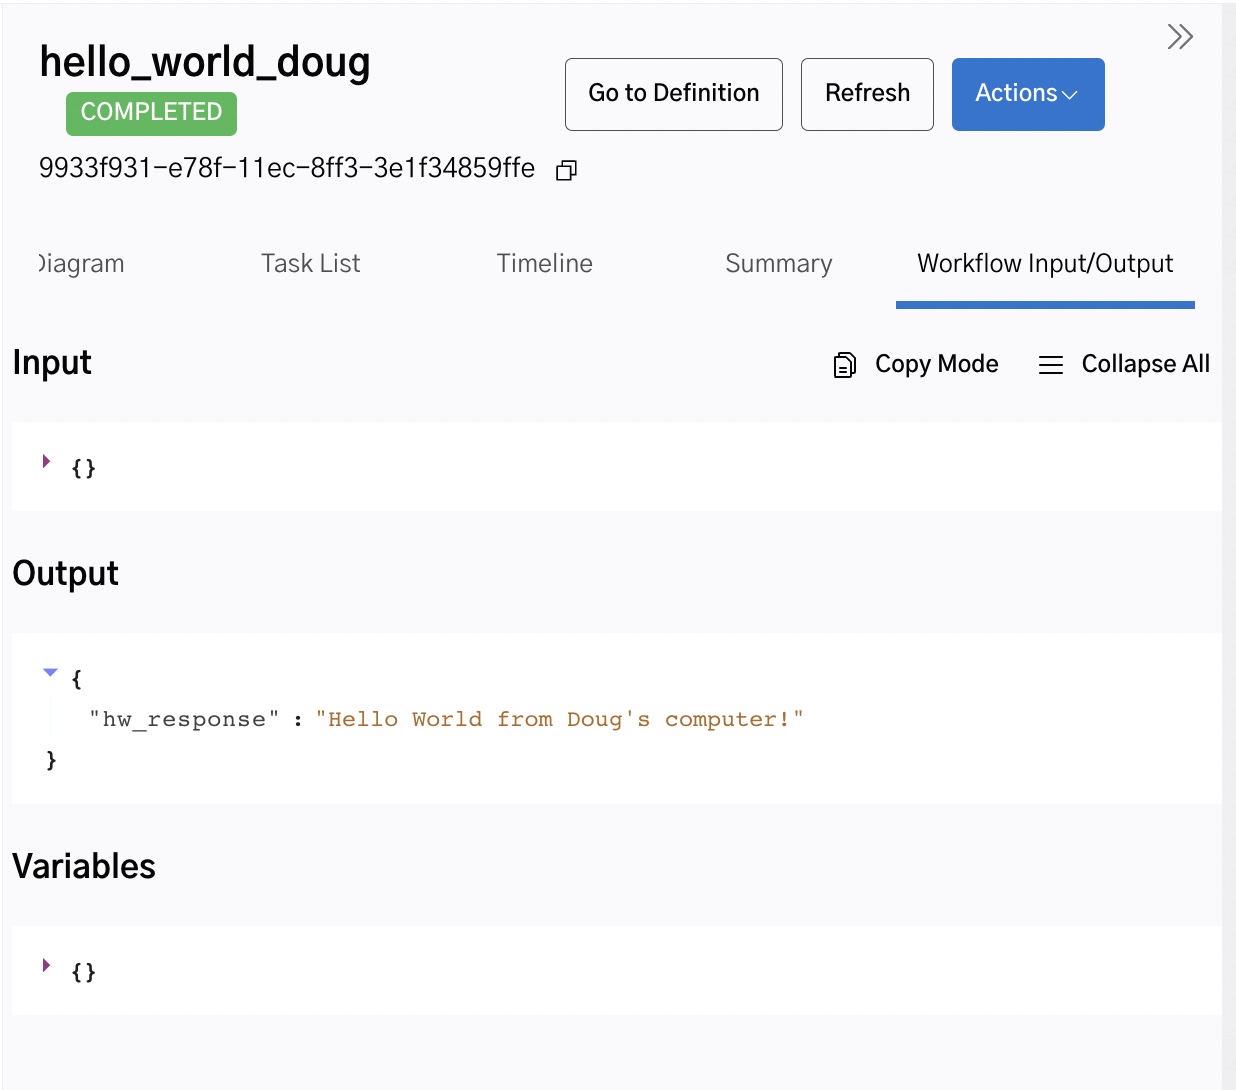 hello_world_doug
COMPLETED
Go to Definition
Refresh
Actions
9933f931-e78f-11ec-8ff3-3e1f34859ffe
Diagram Task List Timeline Summary Workflow Input/Output
Input
Copy Mode
Collapse All
{}
Output
{
"hw_response" : "Hello World from Doug's computer!"
}
Variables
{}